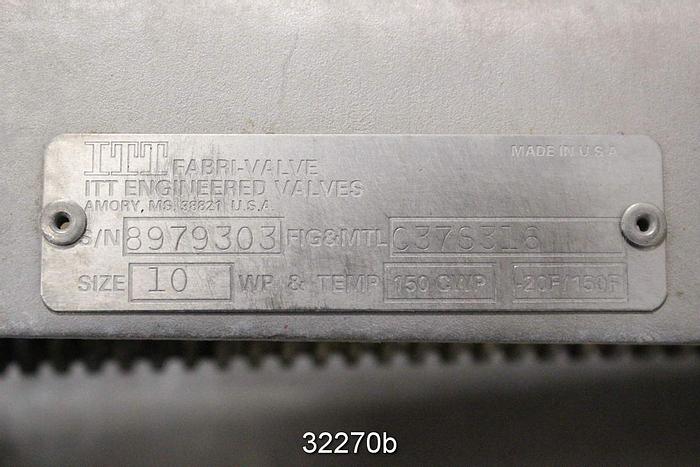 ITT FABRI-VALVE MADE IN U.S.A
ITT ENGINEERED VALVES
AMORY, MS. 38821 U.S.A.
S/N 8979303 FIG&MTL C37S316
SIZE 10 WP & TEMP 150 CWP -20F/150F
32270b